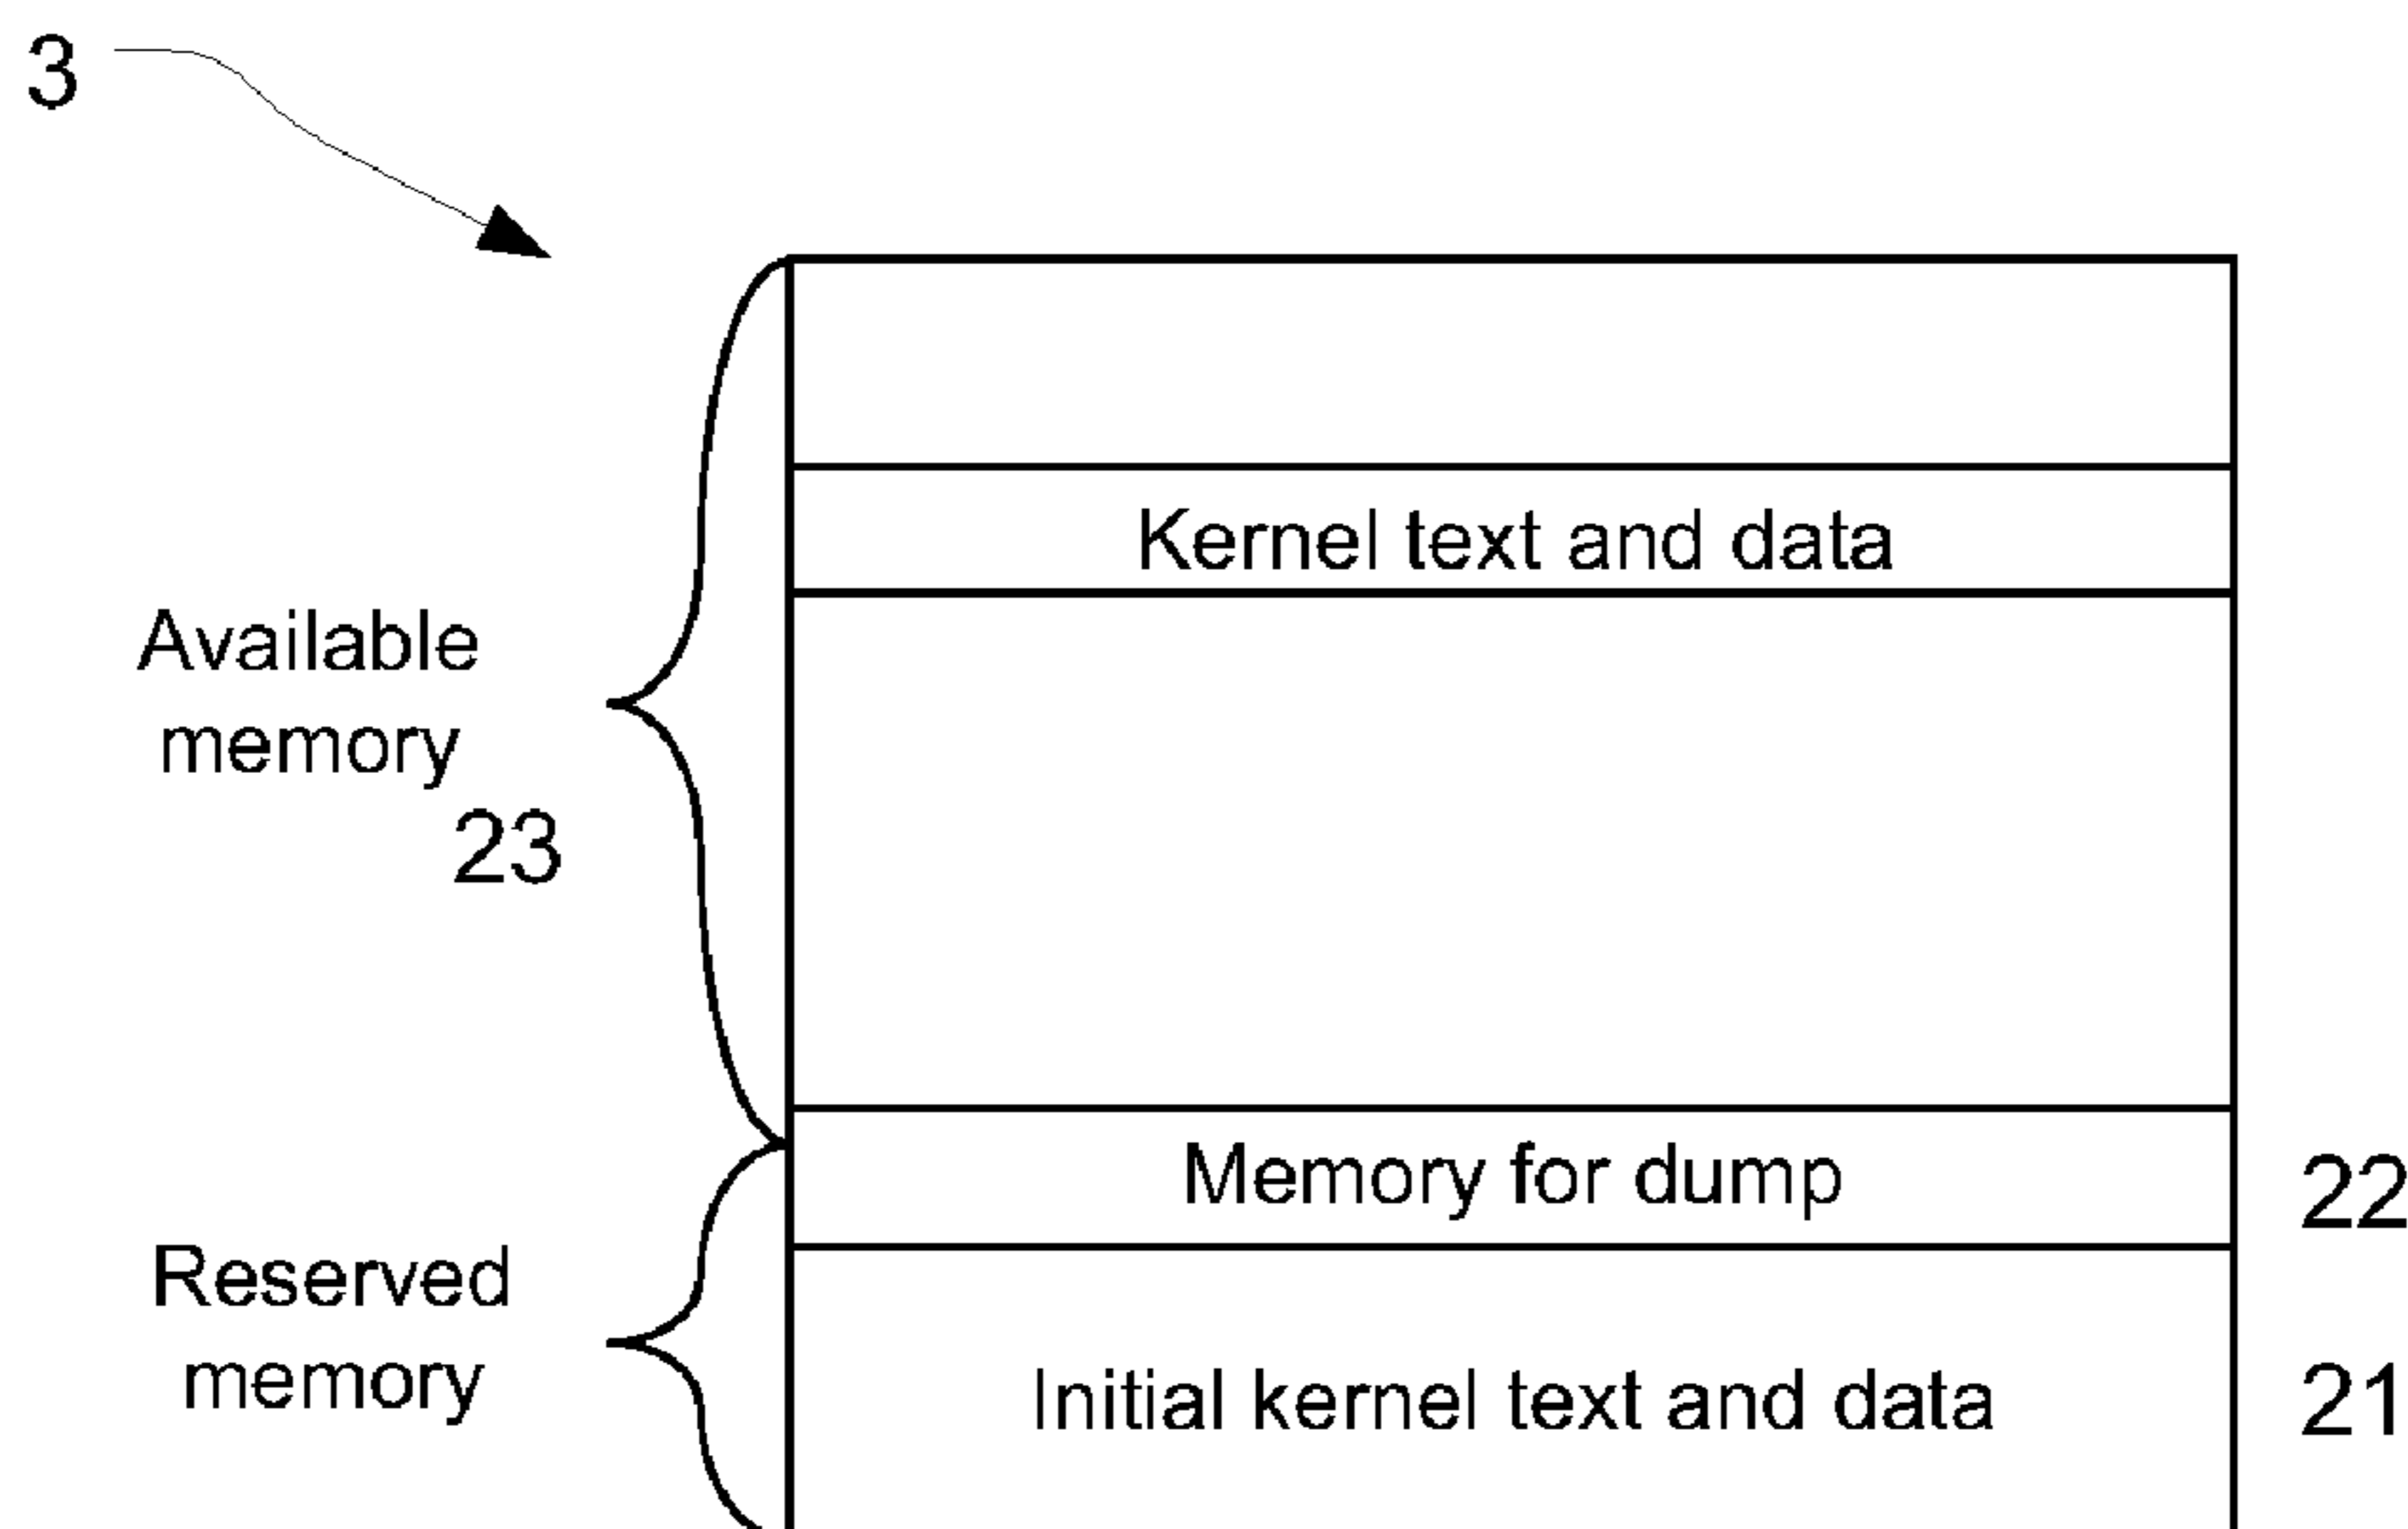 3
Kernel text and data
Available
memory
23
Memory for dump
22
Reserved
memory
Initial kernel text and data
21